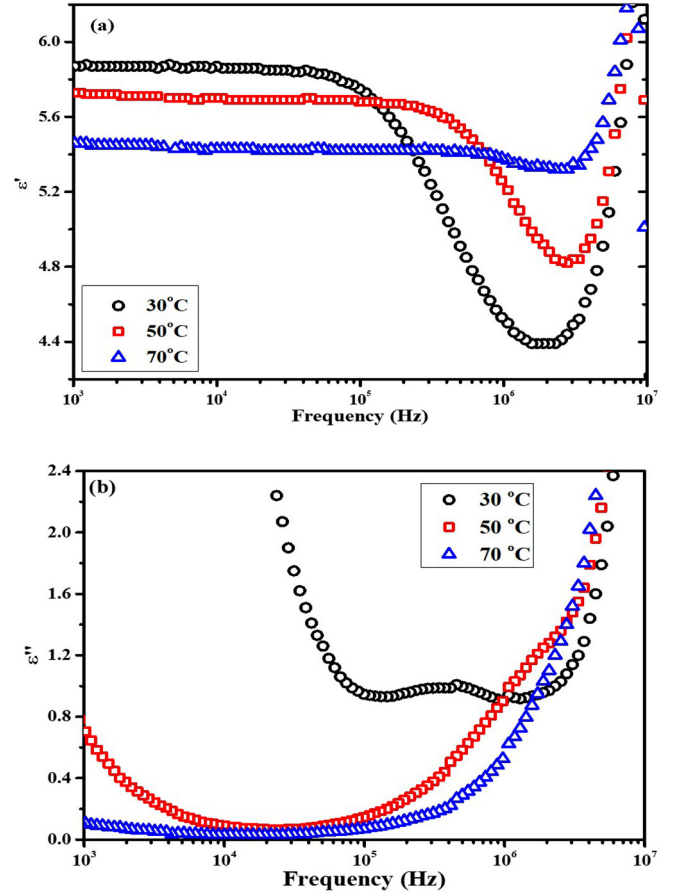 (a)
6.0
5.6
5.2
4.8
4.4
ε'
30°C
50°C
70°C
10³ 10⁴ 10⁵ 10⁶ 10⁷
Frequency (Hz)
(b)
2.4
2.0
1.6
1.2
0.8
0.4
0.0
ε"
30 °C
50 °C
70 °C
10³ 10⁴ 10⁵ 10⁶ 10⁷
Frequency (Hz)